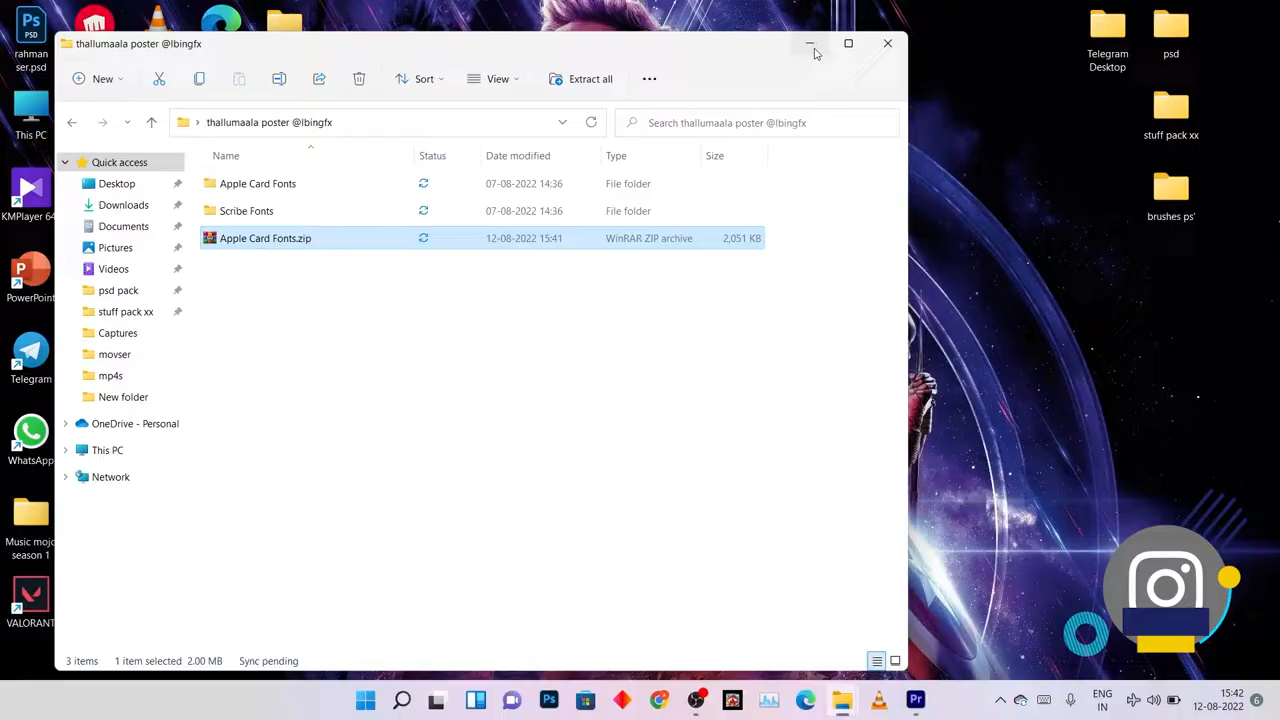 rahman
ser.psd
This PC
KMPlayer 64
PowerPoint
Telegram
WhatsApp
Music mojo
season 1
VALORANT
thallumaala poster @lbingfx
New
Sort
View
Extract all
thallumaala poster @lbingfx
Search thallumaala poster @lbingfx
Name
Status
Date modified
Type
Size
Apple Card Fonts
07-08-2022 14:36
File folder
Scribe Fonts
07-08-2022 14:36
File folder
Apple Card Fonts.zip
12-08-2022 15:41
WinRAR ZIP archive
2,051 KB
Quick access
Desktop
Downloads
Documents
Pictures
Videos
psd pack
stuff pack xx
Captures
movser
mp4s
New folder
OneDrive - Personal
This PC
Network
3 items
1 item selected
2.00 MB
Sync pending
Telegram
Desktop
psd
stuff pack xx
brushes ps'
Ps
PSD
Ps
Pr
ENG
IN
15:42
12-08-2022
6